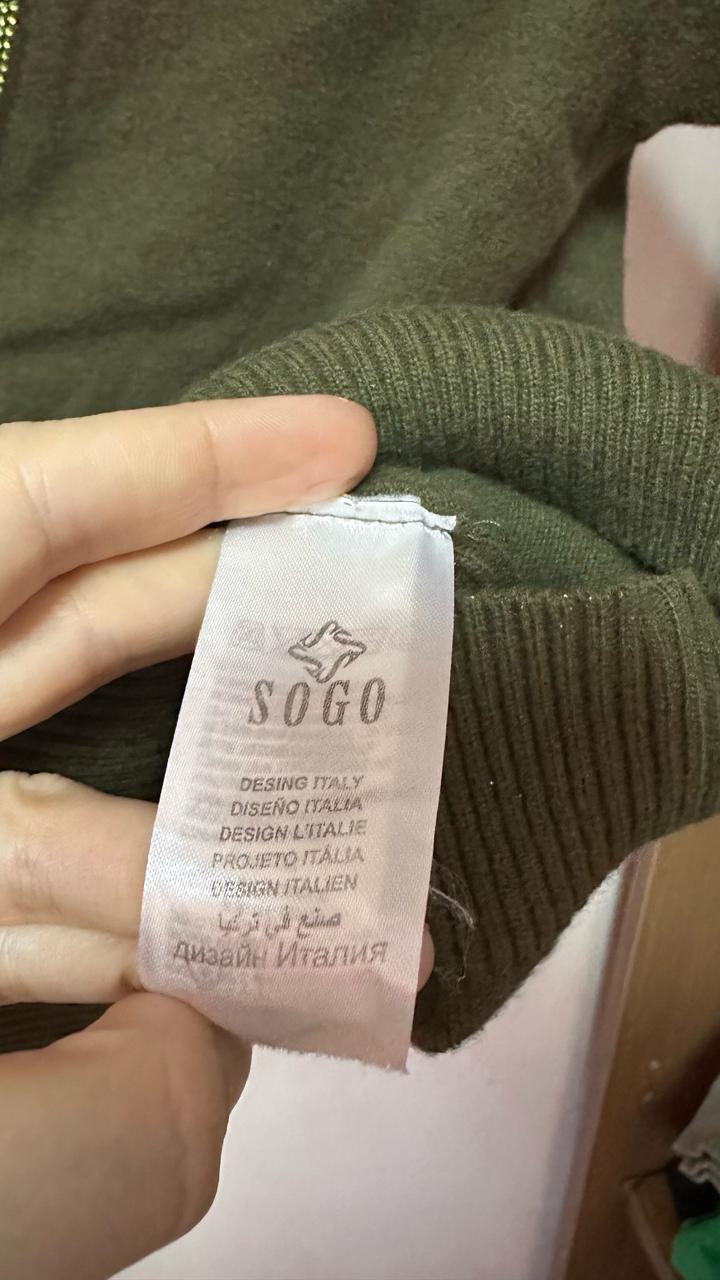 SOGO
DESING ITALY
DISEÑO ITALIA
DESIGN L'ITALIE
PROJETO ITÁLIA
DESIGN ITALIEN
صنع في تركيا
дизайн Италия